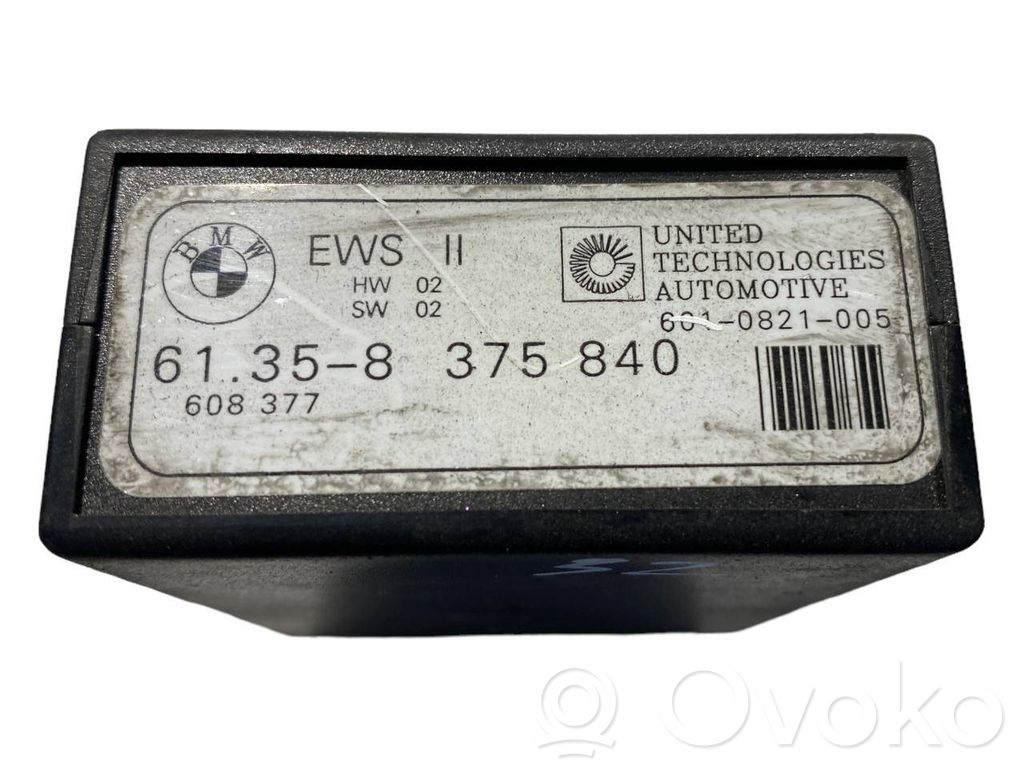 BMW
EWS II
HW 02
SW 02
UNITED
TECHNOLOGIES
AUTOMOTIVE
601-0821-005
61.35-8 375 840
608 377
Ovoko